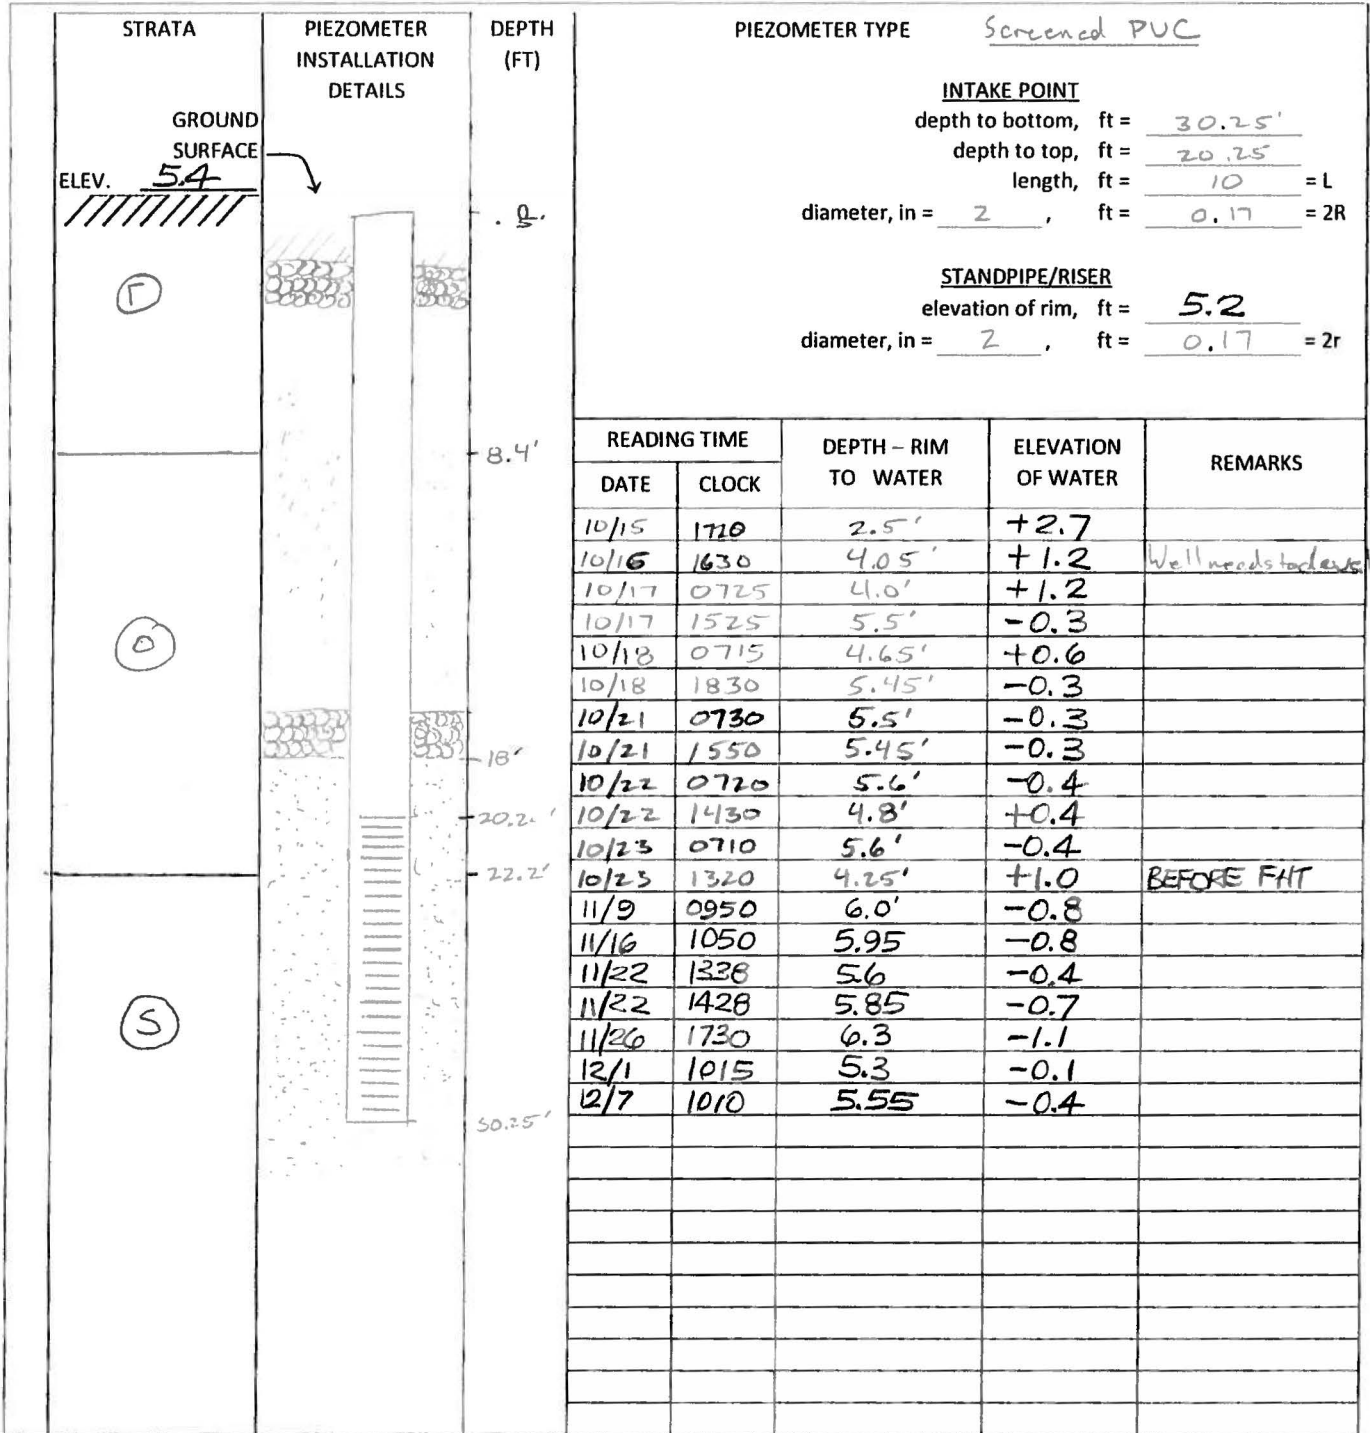 STRATA
PIEZOMETER INSTALLATION DETAILS
DEPTH (FT)
GROUND SURFACE
ELEV. 5.4
0
8.4'
O
18'
22.2'
S
30.25'
PIEZOMETER TYPE Screened PVC
INTAKE POINT
depth to bottom, ft = 30.25'
depth to top, ft = 20.25
length, ft = 10 = L
diameter, in = 2 , ft = 0.17 = 2R
STANDPIPE/RISER
elevation of rim, ft = 5.2
diameter, in = 2 , ft = 0.17 = 2r
READING TIME
DATE CLOCK
DEPTH – RIM TO WATER
ELEVATION OF WATER
REMARKS
10/15 1720 2.5' +2.7
10/16 1630 4.05' +1.2 Well needs to
10/17 0725 4.0' +1.2
10/17 1525 5.5' -0.3
10/18 0715 4.65' +0.6
10/18 1830 5.45' -0.3
10/21 0730 5.5' -0.3
10/21 1550 5.45' -0.3
10/22 0720 5.6' -0.4
10/22 1430 4.8' +0.4
10/23 0710 5.6' -0.4
10/23 1320 4.25' +1.0 BEFORE FHT
11/9 0950 6.0' -0.8
11/16 1050 5.95 -0.8
11/22 1338 5.6 -0.4
11/22 1428 5.85 -0.7
11/26 1730 6.3 -1.1
12/1 1015 5.3 -0.1
12/7 1010 5.55 -0.4